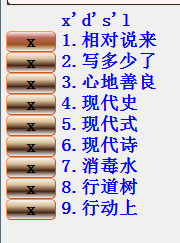 x'd's'l
x 1.相对说来
x 2.写多少了
x 3.心地善良
x 4.现代史
x 5.现代式
x 6.现代诗
x 7.消毒水
x 8.行道树
x 9.行动上